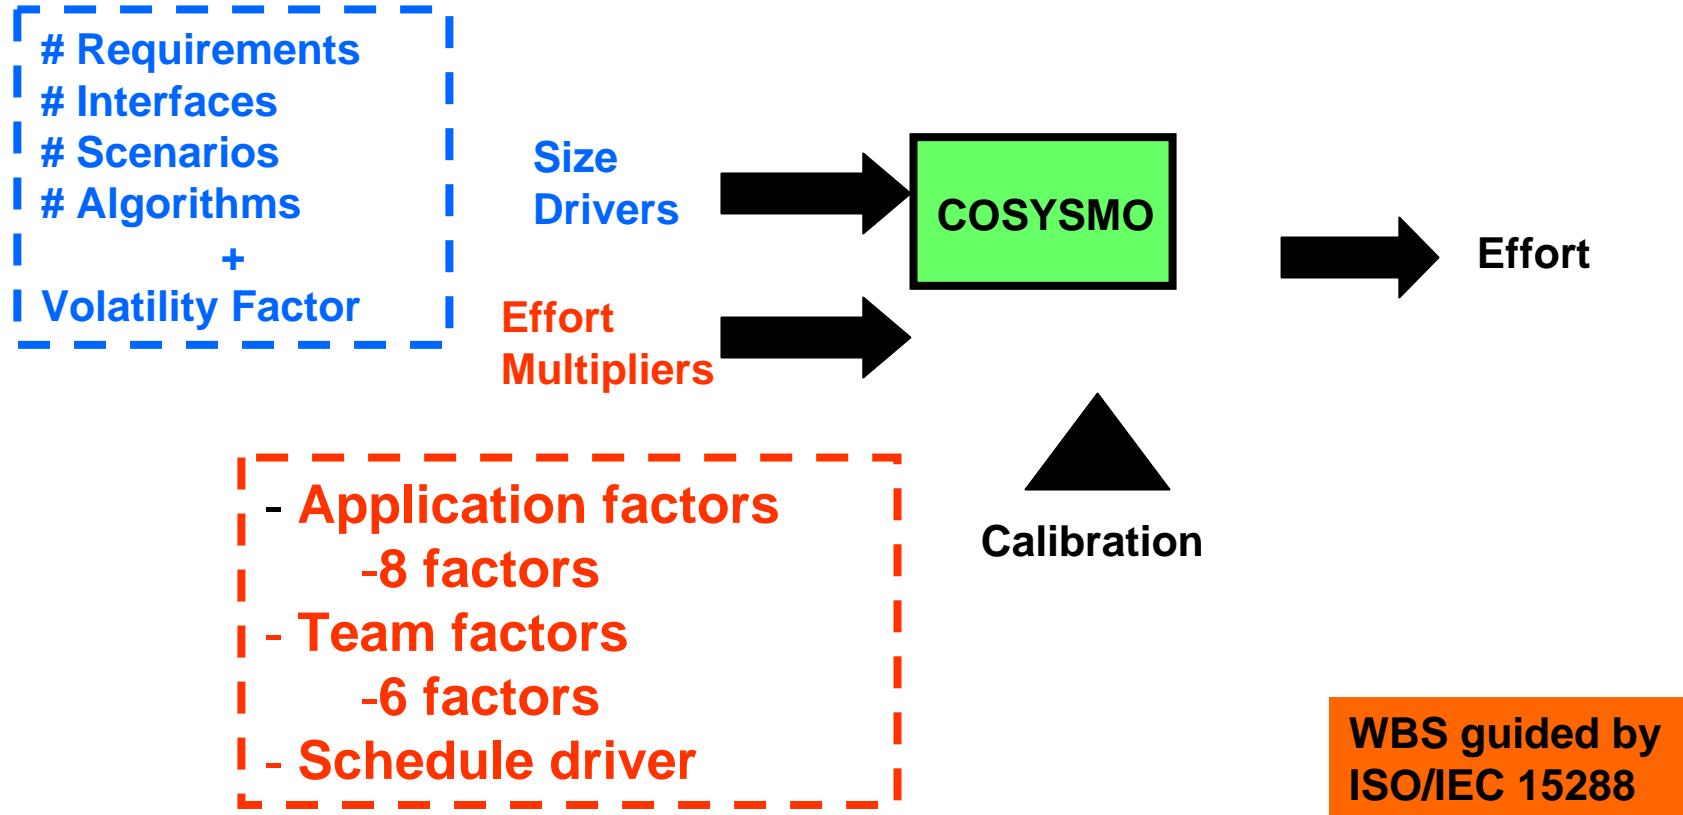 # Requirements
# Interfaces
# Scenarios
# Algorithms
+
Volatility Factor
Size
Drivers
Effort
Multipliers
COSYSMO
Effort
Calibration
- Application factors
-8 factors
- Team factors
-6 factors
- Schedule driver
WBS guided by
ISO/IEC 15288